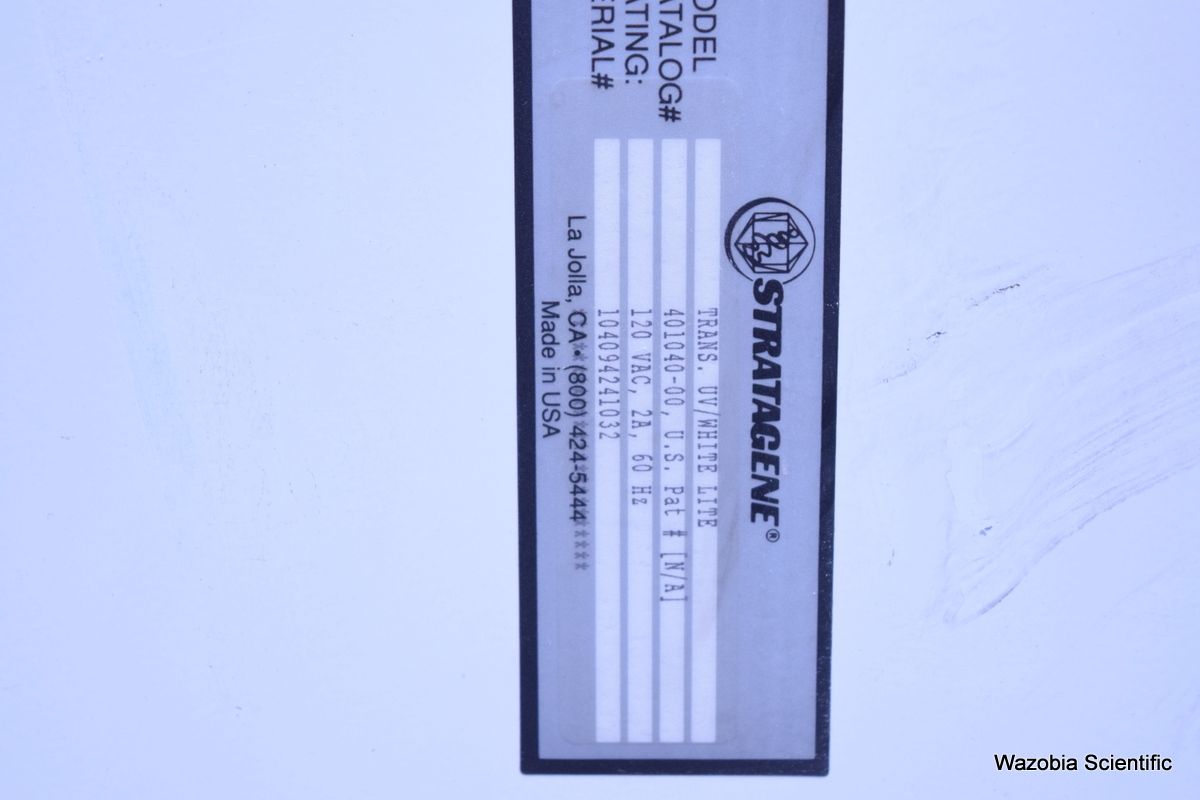 STRATAGENE®
ODEL TRANS. UV/WHITE LITE
ATALOG# 401040-00, U.S. Pat # [N/A]
ATING: 120 VAC, 2A, 60 Hz
ERIAL# 104094241032
La Jolla, CA • (800) 424-5444 *****
Made in USA
Wazobia Scientific